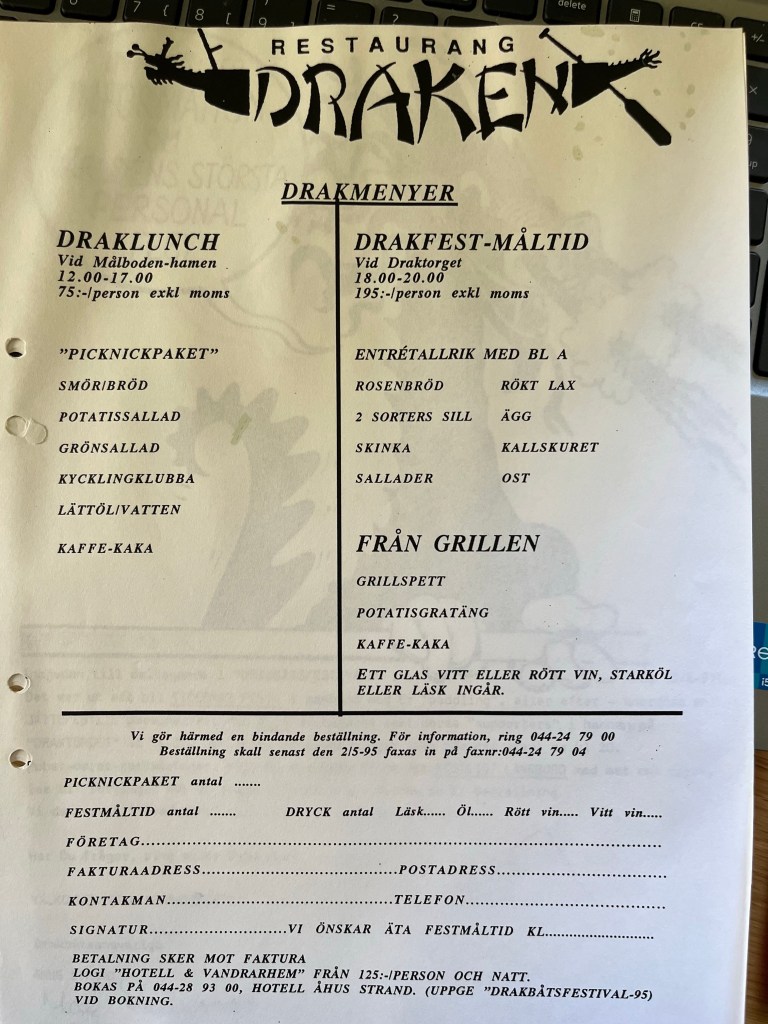 RESTAURANG
DRAKEN
DRAKMENYER
DRAKLUNCH
Vid Målboden-hamen
12.00-17.00
75:-/person exkl moms
"PICKNICKPAKET"
SMÖR/BRÖD
POTATISSALLAD
GRÖNSALLAD
KYCKLINGKLUBBA
LÄTTÖL/VATTEN
KAFFE-KAKA
DRAKFEST-MÅLTID
Vid Draktorget
18.00-20.00
195:-/person exkl moms
ENTRÉTALLRIK MED BL A
ROSENBRÖD RÖKT LAX
2 SORTERS SILL ÄGG
SKINKA KALLSKURET
SALLADER OST
FRÅN GRILLEN
GRILLSPETT
POTATISGRATÄNG
KAFFE-KAKA
ETT GLAS VITT ELLER RÖTT VIN, STARKÖL
ELLER LÄSK INGÅR.
Vi gör härmed en bindande beställning. För information, ring 044-24 79 00
Beställning skall senast den 2/5-95 faxas in på faxnr:044-24 79 04
PICKNICKPAKET antal .......
FESTMÅLTID antal ....... DRYCK antal Läsk...... Öl...... Rött vin..... Vitt vin.....
FÖRETAG.....................................................................
FAKTURAADRESS....................................POSTADRESS..............................
KONTAKMAN..........................................TELEFON....................................
SIGNATUR.........................VI ÖNSKAR ÄTA FESTMÅLTID KL....................
BETALNING SKER MOT FAKTURA
LOGI "HOTELL & VANDRARHEM" FRÅN 125:-/PERSON OCH NATT.
BOKAS PÅ 044-28 93 00, HOTELL ÅHUS STRAND. (UPPGE "DRAKBÅTSFESTIVAL-95)
VID BOKNING.
7 {
8 [
9 ]
?
delete
+/-